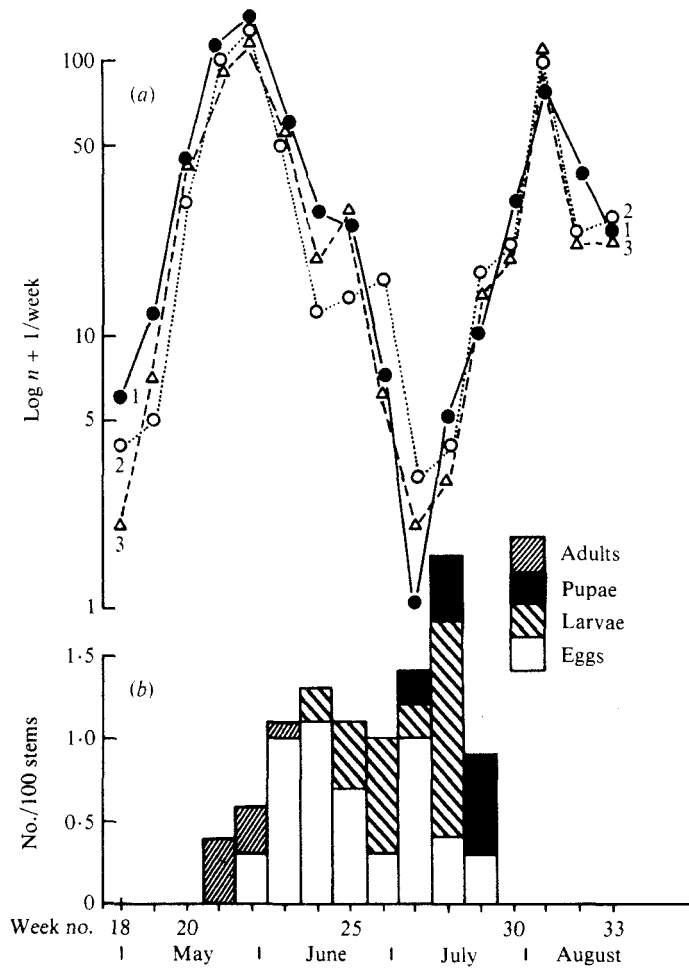 100
(a)
50
10
5
1
Log n + 1/week
1
2
3
2
1
3
Adults
Pupae
Larvae
Eggs
1·5
(b)
1·0
0·5
0
No./100 stems
Week no. 18 20 25 30 33
May June July August